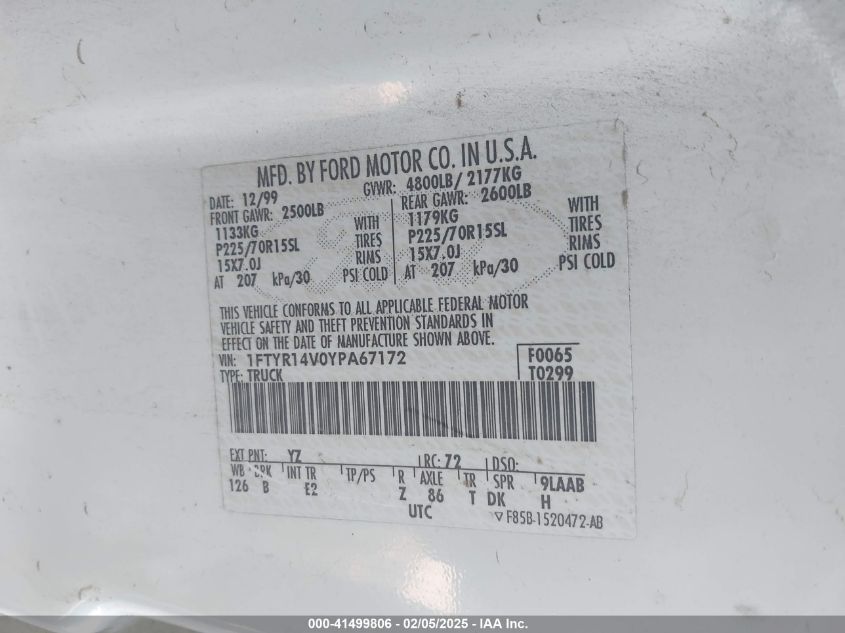 MFD. BY FORD MOTOR CO. IN U.S.A.
DATE: 12/99 GVWR: 4800LB/ 2177KG
FRONT GAWR: 2500LB REAR GAWR: 2600LB
1133KG WITH 1179KG WITH
P225/70R15SL TIRES P225/70R15SL TIRES
15X7.0J RIMS 15X7.0J RIMS
AT 207 kPa/30 PSI COLD AT 207 kPa/30 PSI COLD
THIS VEHICLE CONFORMS TO ALL APPLICABLE FEDERAL MOTOR
VEHICLE SAFETY AND THEFT PREVENTION STANDARDS IN
EFFECT ON THE DATE OF MANUFACTURE SHOWN ABOVE.
VIN: 1FTYR14V0YPA67172 F0065
TYPE: TRUCK T0299
EXT PNT: YZ RC: 72 DSO:
WB BRK INT TR TP/PS R AXLE TR SPR 9LAAB
126 B E2 Z 86 T DK H
UTC ▽F85B-1520472-AB
000-41499806 - 02/05/2025 - IAA Inc.